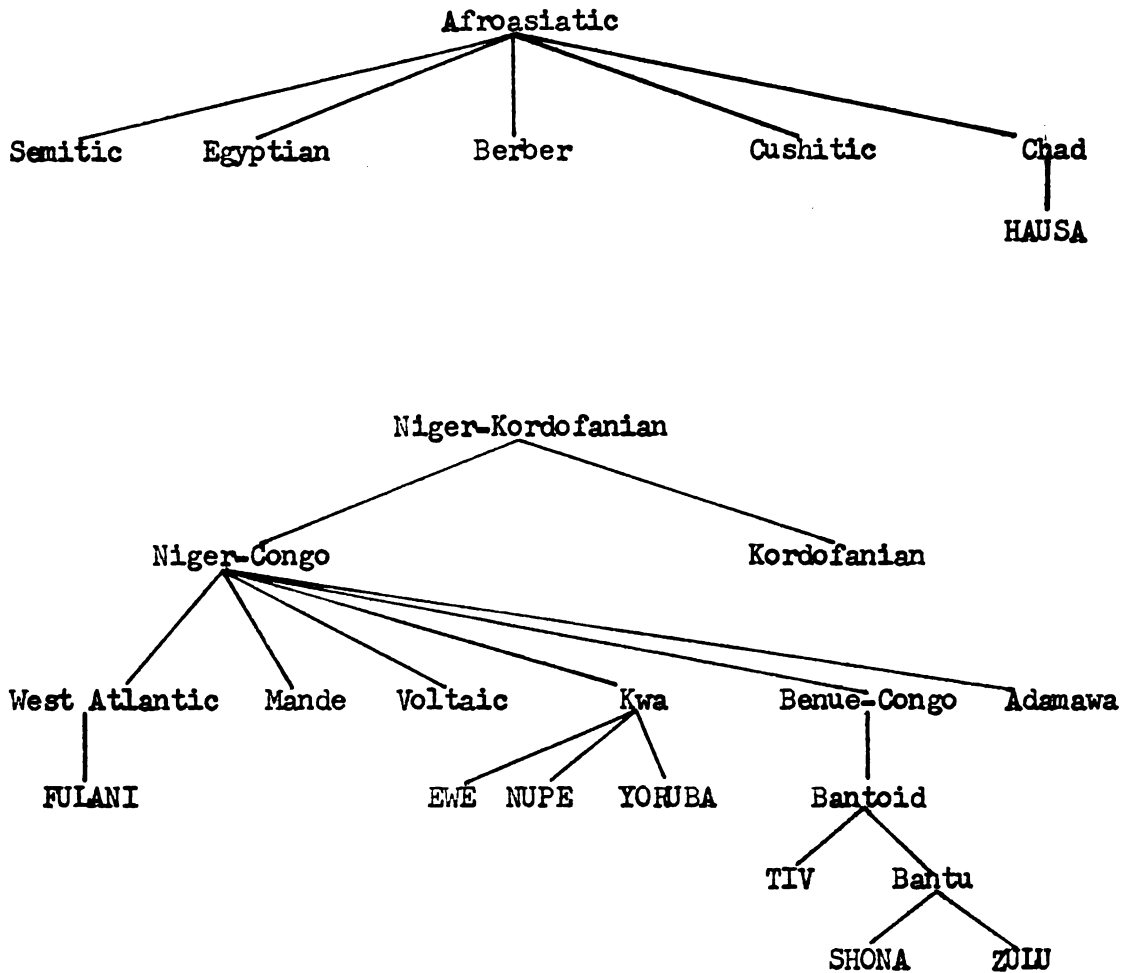 Afroasiatic
Semitic Egyptian Berber Cushitic Chad
HAUSA
Niger-Kordofanian
Niger-Congo Kordofanian
West Atlantic Mande Voltaic Kwa Benue-Congo Adamawa
FULANI EWE NUPE YORUBA Bantoid
TIV Bantu
SHONA ZULU